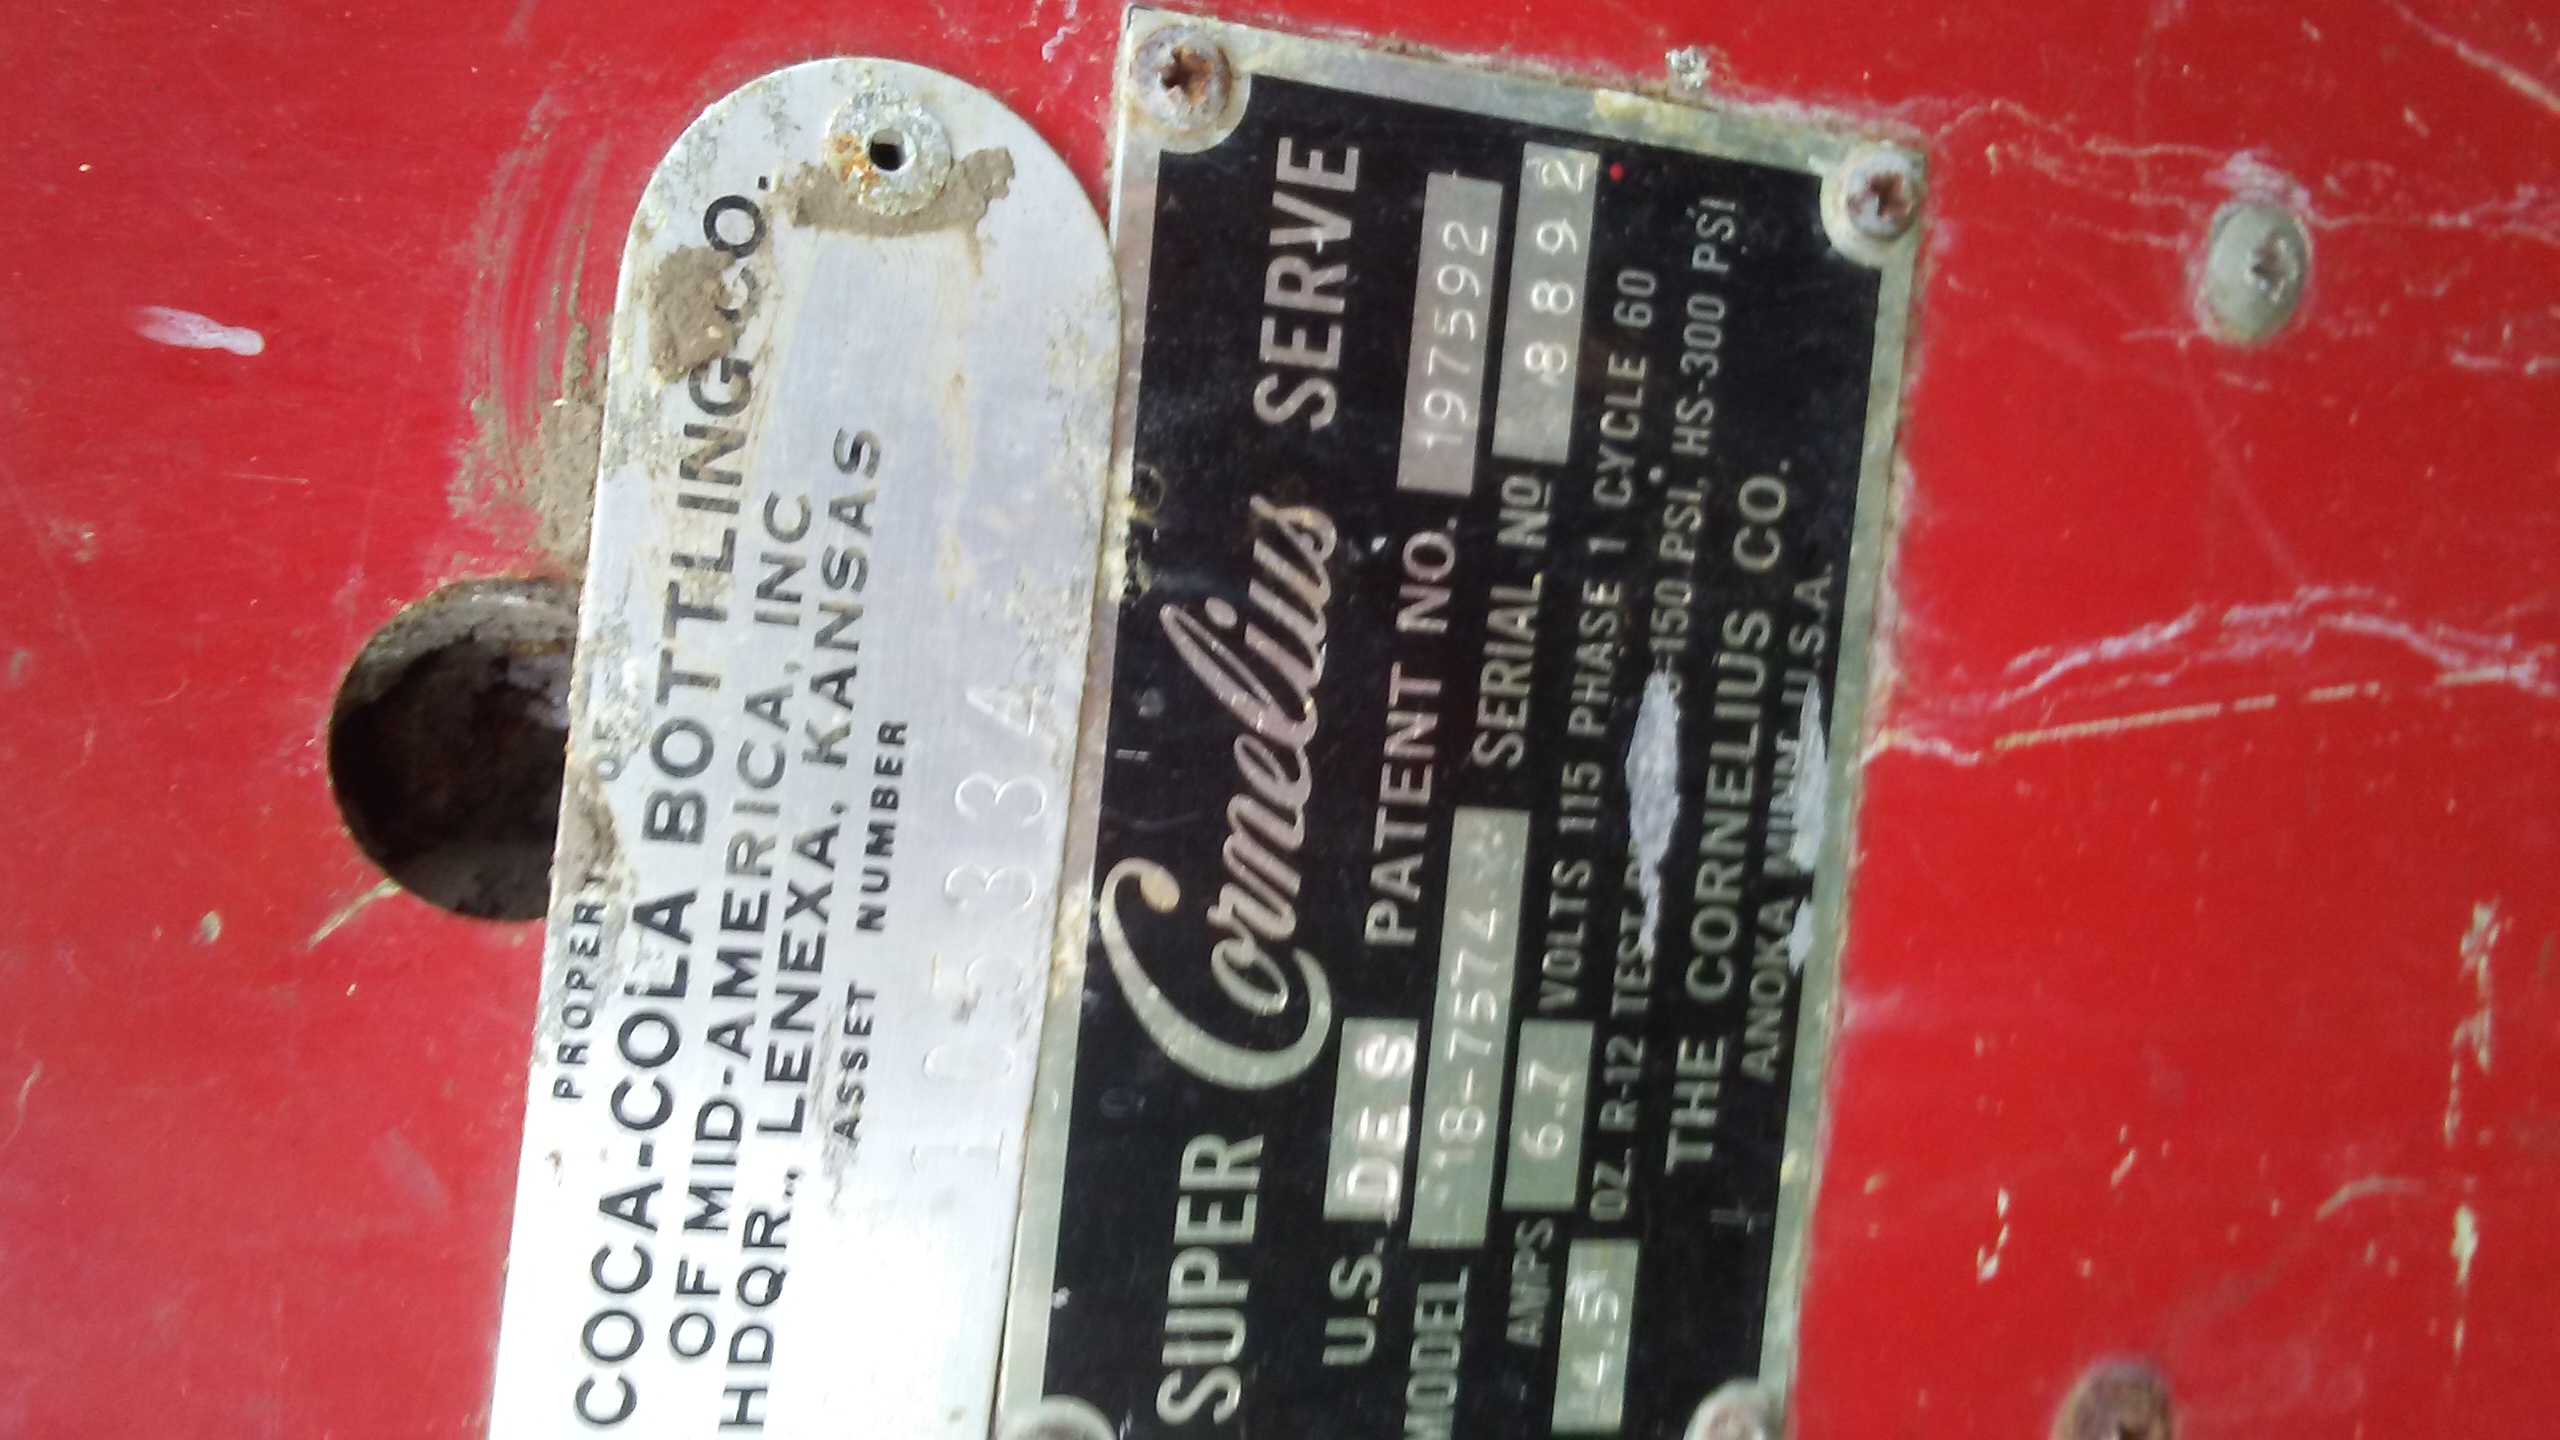 PROPERTY OF
COCA-COLA BOTTLING CO.
OF MID-AMERICA, INC
HDQR., LENEXA, KANSAS
ASSET NUMBER
105334
SUPER Cornelius SERVE
U.S. DES PATENT NO. 197592
MODEL 18-7574 SERIAL Nº 8892
AMPS 6.7 VOLTS 115 PHASE 1 CYCLE 60
OZ. R-12 TEST 150 PSI, HS-300 PSI
THE CORNELIUS CO.
ANOKA MINN. U.S.A.